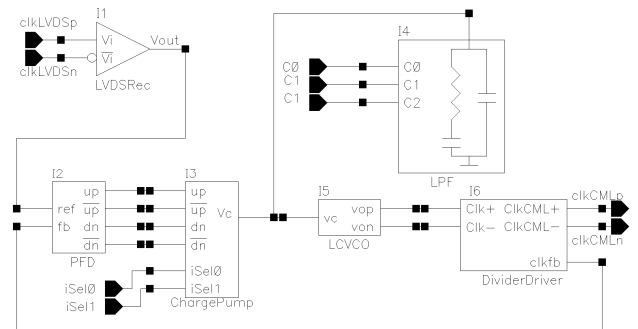 I1
clkLVDSp
Vi
Vout
clkLVDSn
Vi
LVDSRec
I4
CØ
CØ
C1
C1
C1
C2
LPF
I2
up
ref
up
fb
dn
dn
PFD
I3
up
up
Vc
dn
dn
iSelØ
iSelØ
iSel1
iSel1
ChargePump
I5
vop
vc
von
LCVCO
I6
Clk+ ClkCML+
Clk− ClkCML−
clkfb
DividerDriver
clkCMLp
clkCMLn